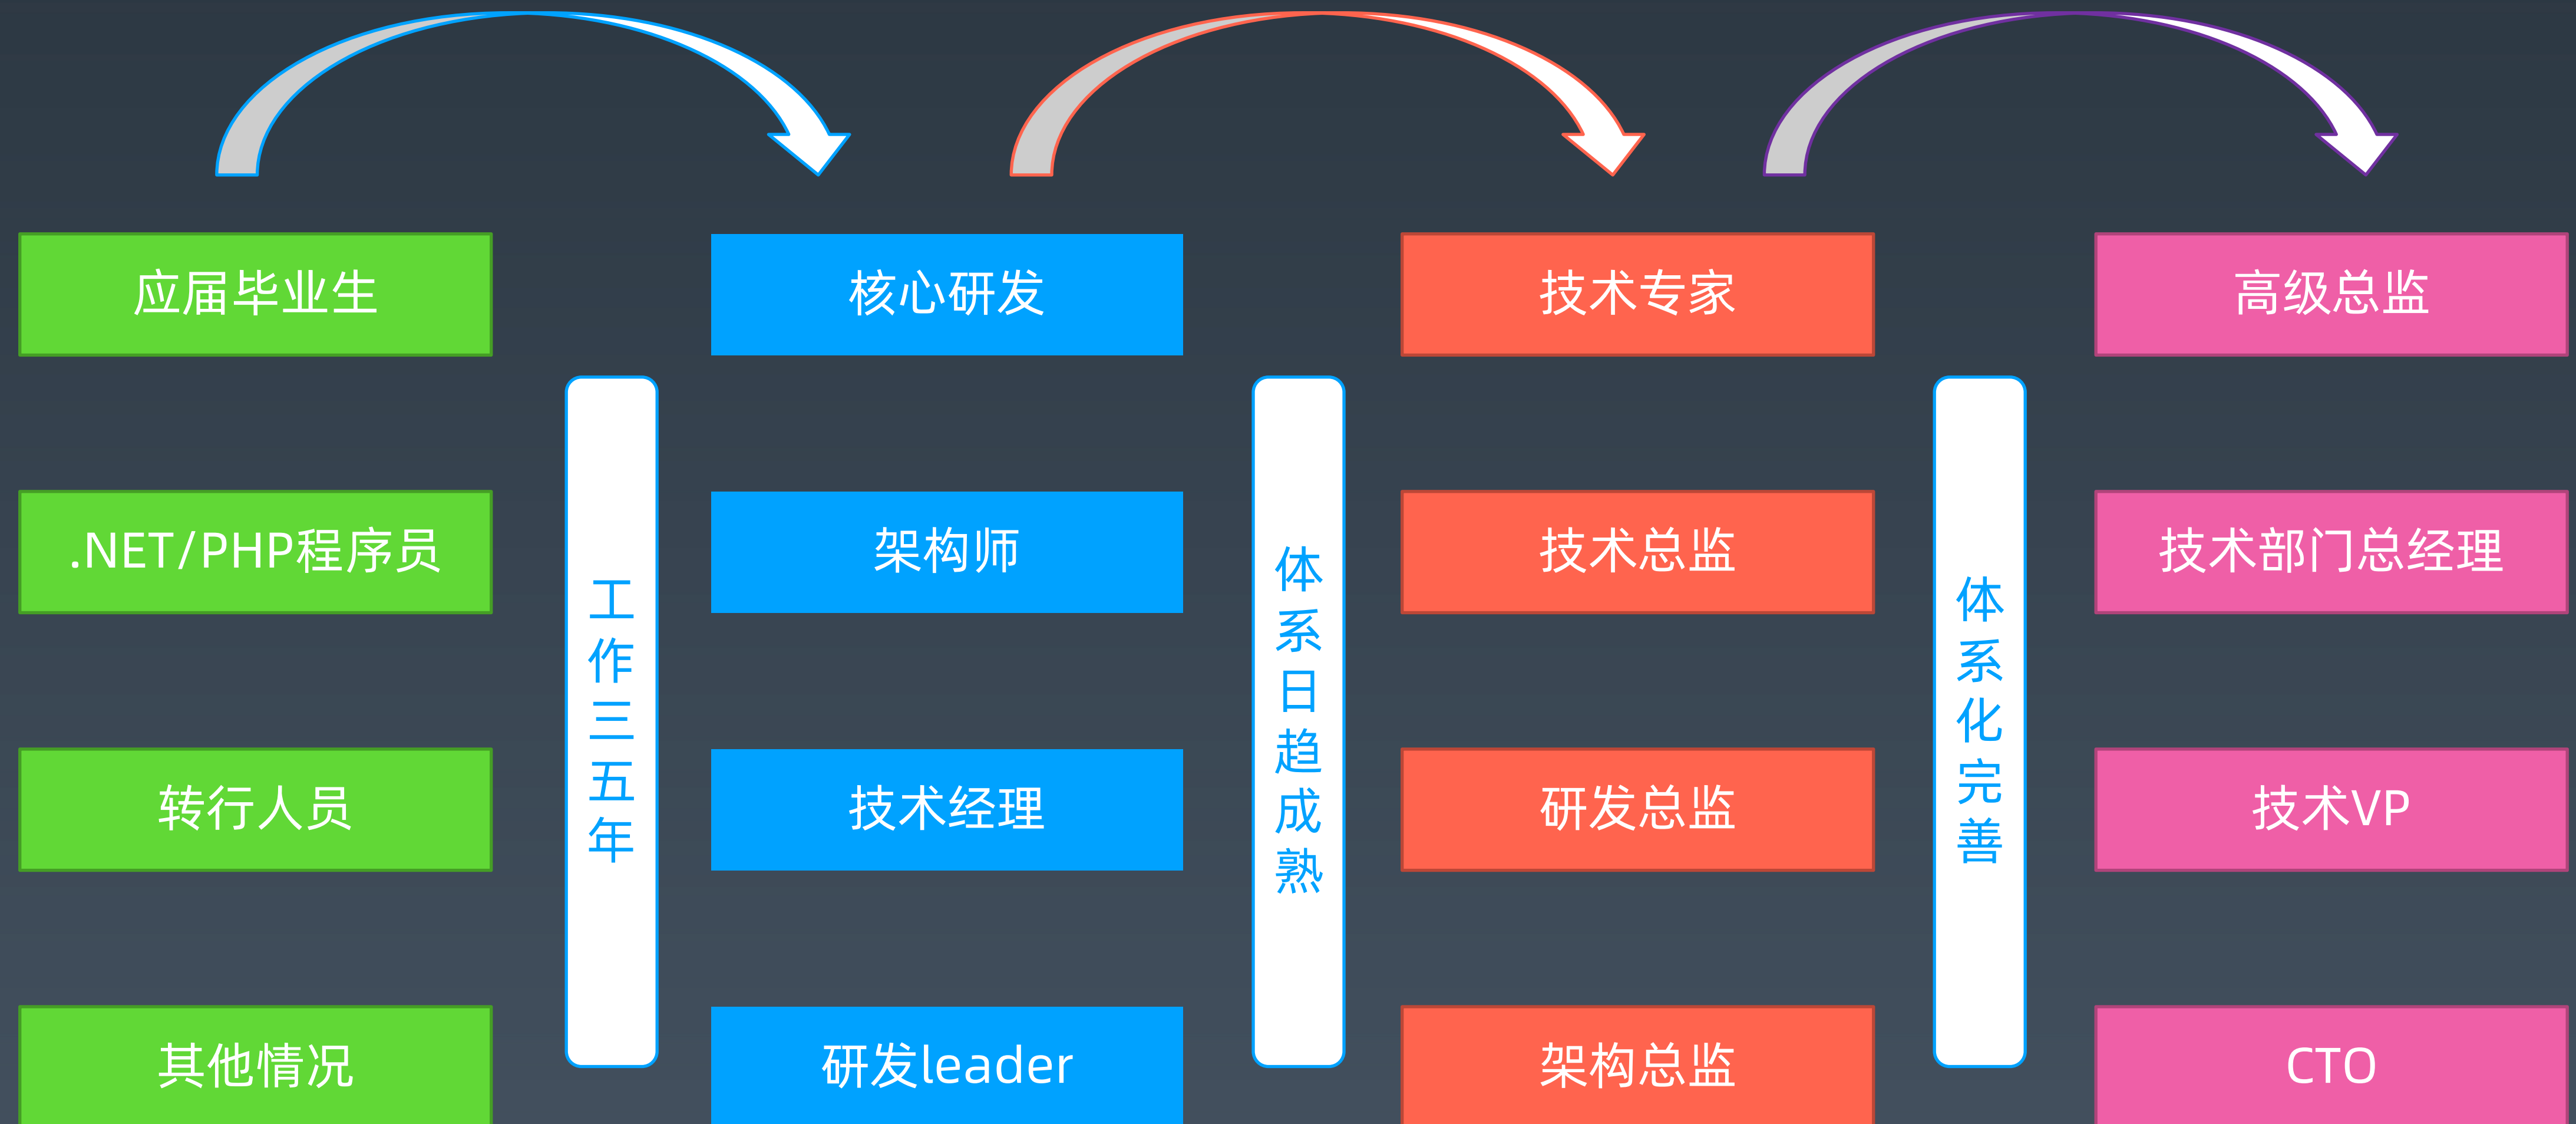 应届毕业生
核心研发
技术专家
高级总监
.NET/PHP程序员
架构师
技术总监
技术部门总经理
工作三五年
体系日趋成熟
体系化完善
转行人员
技术经理
研发总监
技术VP
其他情况
研发leader
架构总监
CTO